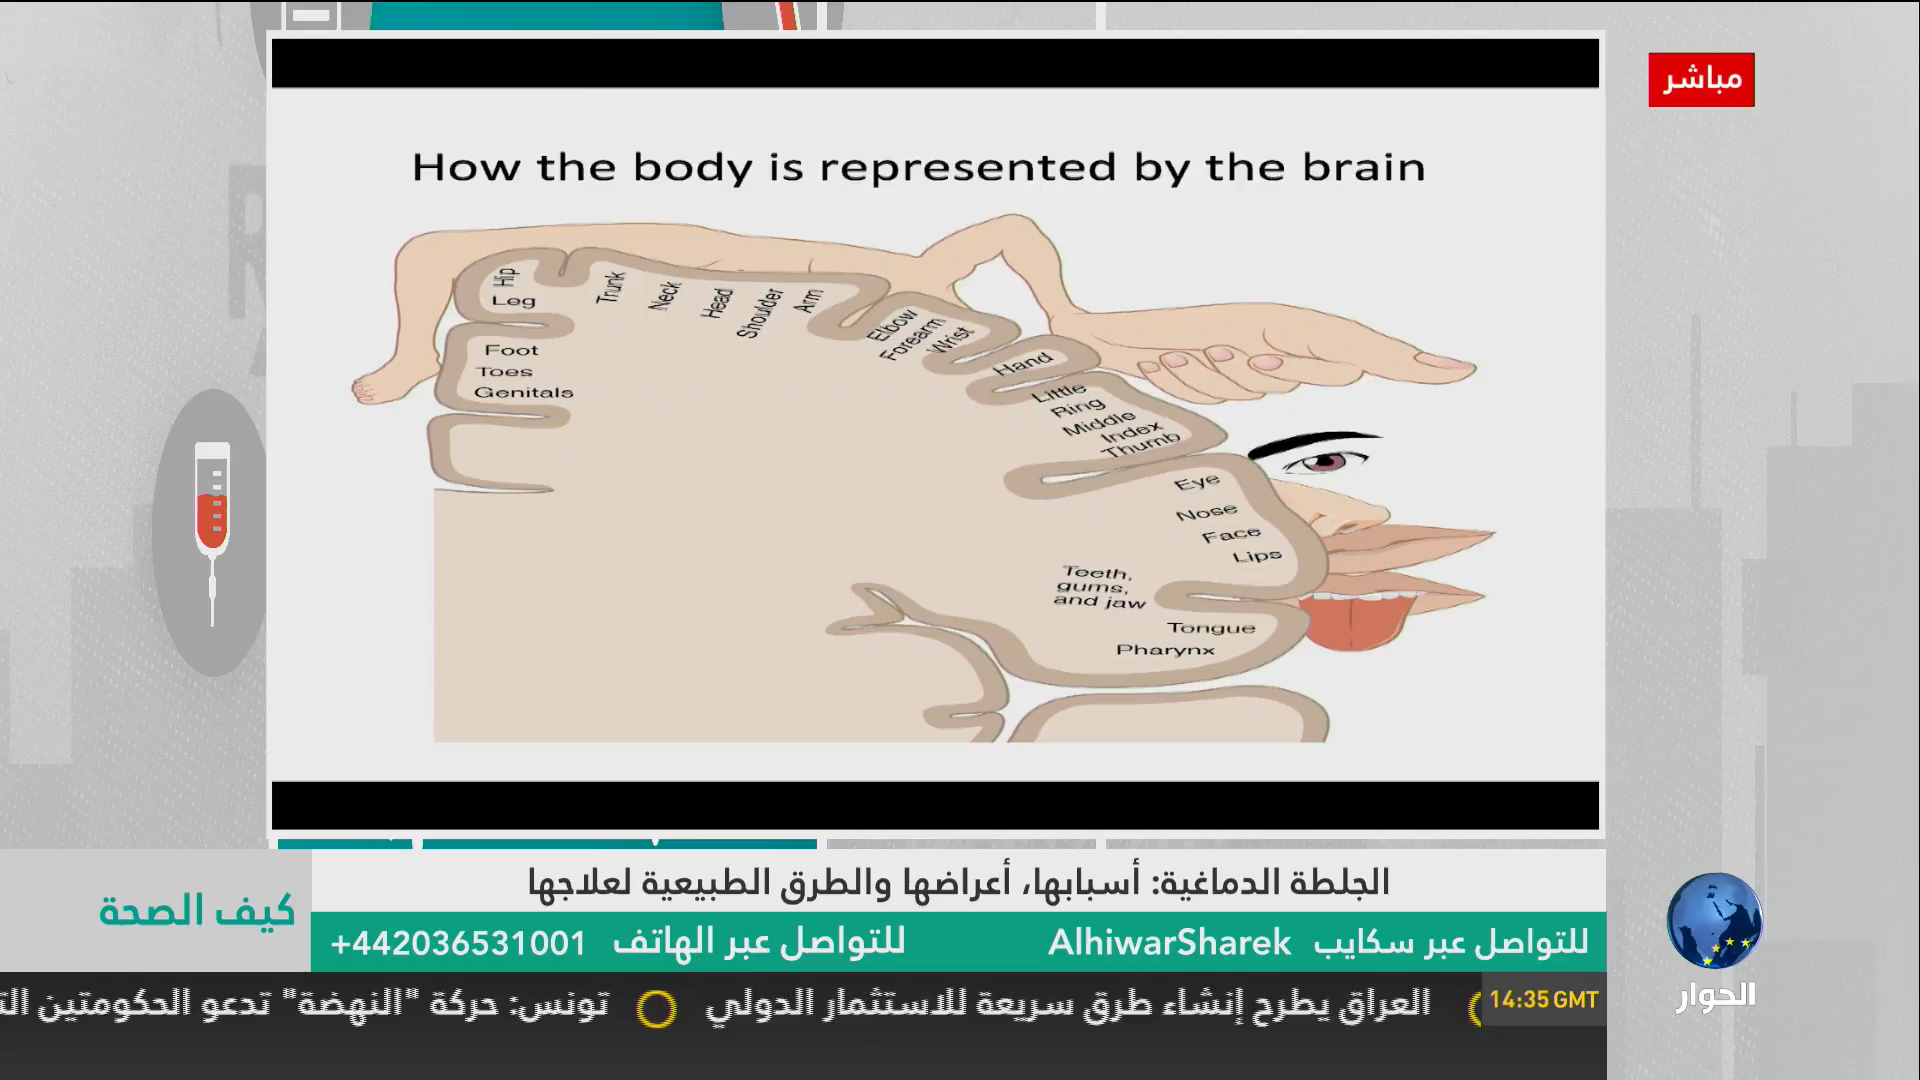 مباشر
How the body is represented by the brain
Hip
Leg
Trunk
Neck
Head
Shoulder
Arm
Elbow
Forearm
Wrist
Hand
Little
Ring
Middle
Index
Thumb
Foot
Toes
Genitals
Eye
Nose
Face
Lips
Teeth,
gums,
and jaw
Tongue
Pharynx
الجلطة الدماغية: أسبابها، أعراضها والطرق الطبيعية لعلاجها
كيف الصحة
للتواصل عبر سكايب AlhiwarSharek للتواصل عبر الهاتف +442036531001
14:35 GMT
العراق يطرح إنشاء طرق سريعة للاستثمار الدولي
تونس: حركة "النهضة" تدعو الحكومتين
الحوار